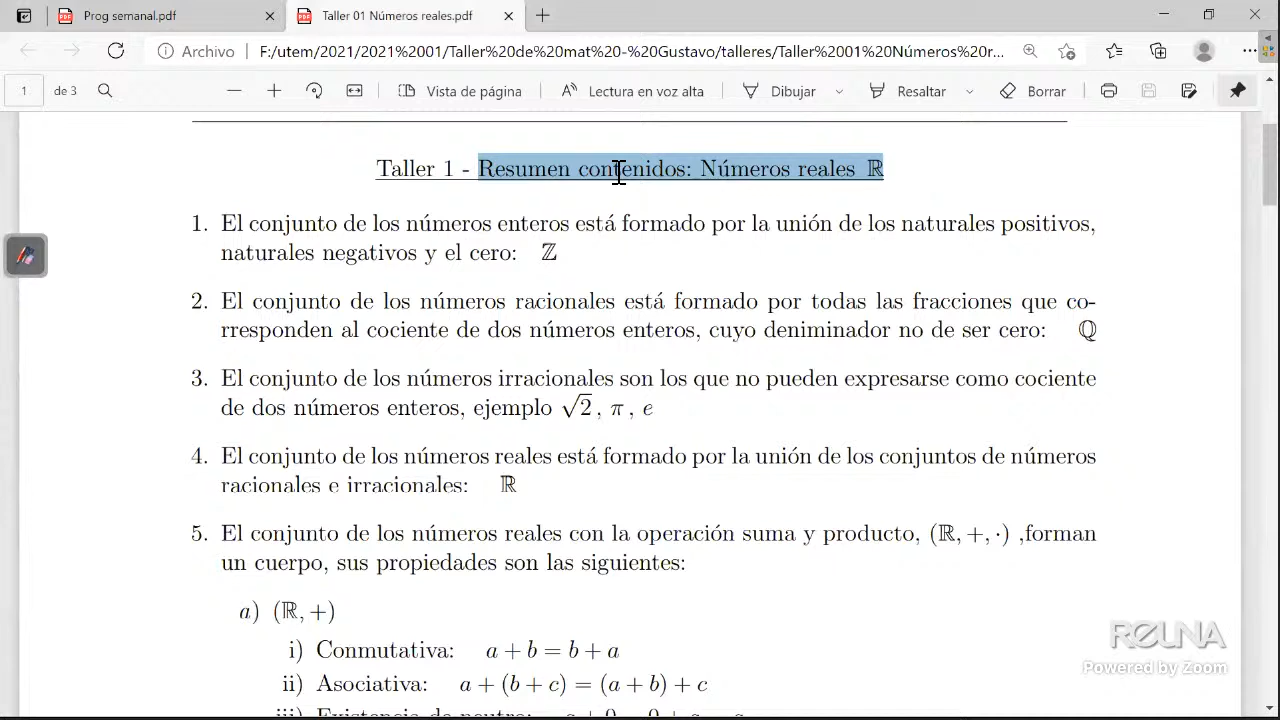 Prog semanal.pdf
Taller 01 Números reales.pdf
Archivo F:/utem/2021/2021%2001/Taller%20de%20mat%20-%20Gustavo/talleres/Taller%2001%20Números%20r...
1 de 3 Vista de página Lectura en voz alta Dibujar Resaltar Borrar
Taller 1 - Resumen contenidos: Números reales ℝ
1. El conjunto de los números enteros está formado por la unión de los naturales positivos,
naturales negativos y el cero: ℤ
2. El conjunto de los números racionales está formado por todas las fracciones que co-
rresponden al cociente de dos números enteros, cuyo deniminador no de ser cero: ℚ
3. El conjunto de los números irracionales son los que no pueden expresarse como cociente
de dos números enteros, ejemplo √2 , π , e
4. El conjunto de los números reales está formado por la unión de los conjuntos de números
racionales e irracionales: ℝ
5. El conjunto de los números reales con la operación suma y producto, (ℝ, +, ·) ,forman
un cuerpo, sus propiedades son las siguientes:
a) (ℝ, +)
i) Conmutativa: a + b = b + a
ii) Asociativa: a + (b + c) = (a + b) + c
iii) Existencia de neutro:
REUNA
Powered by Zoom